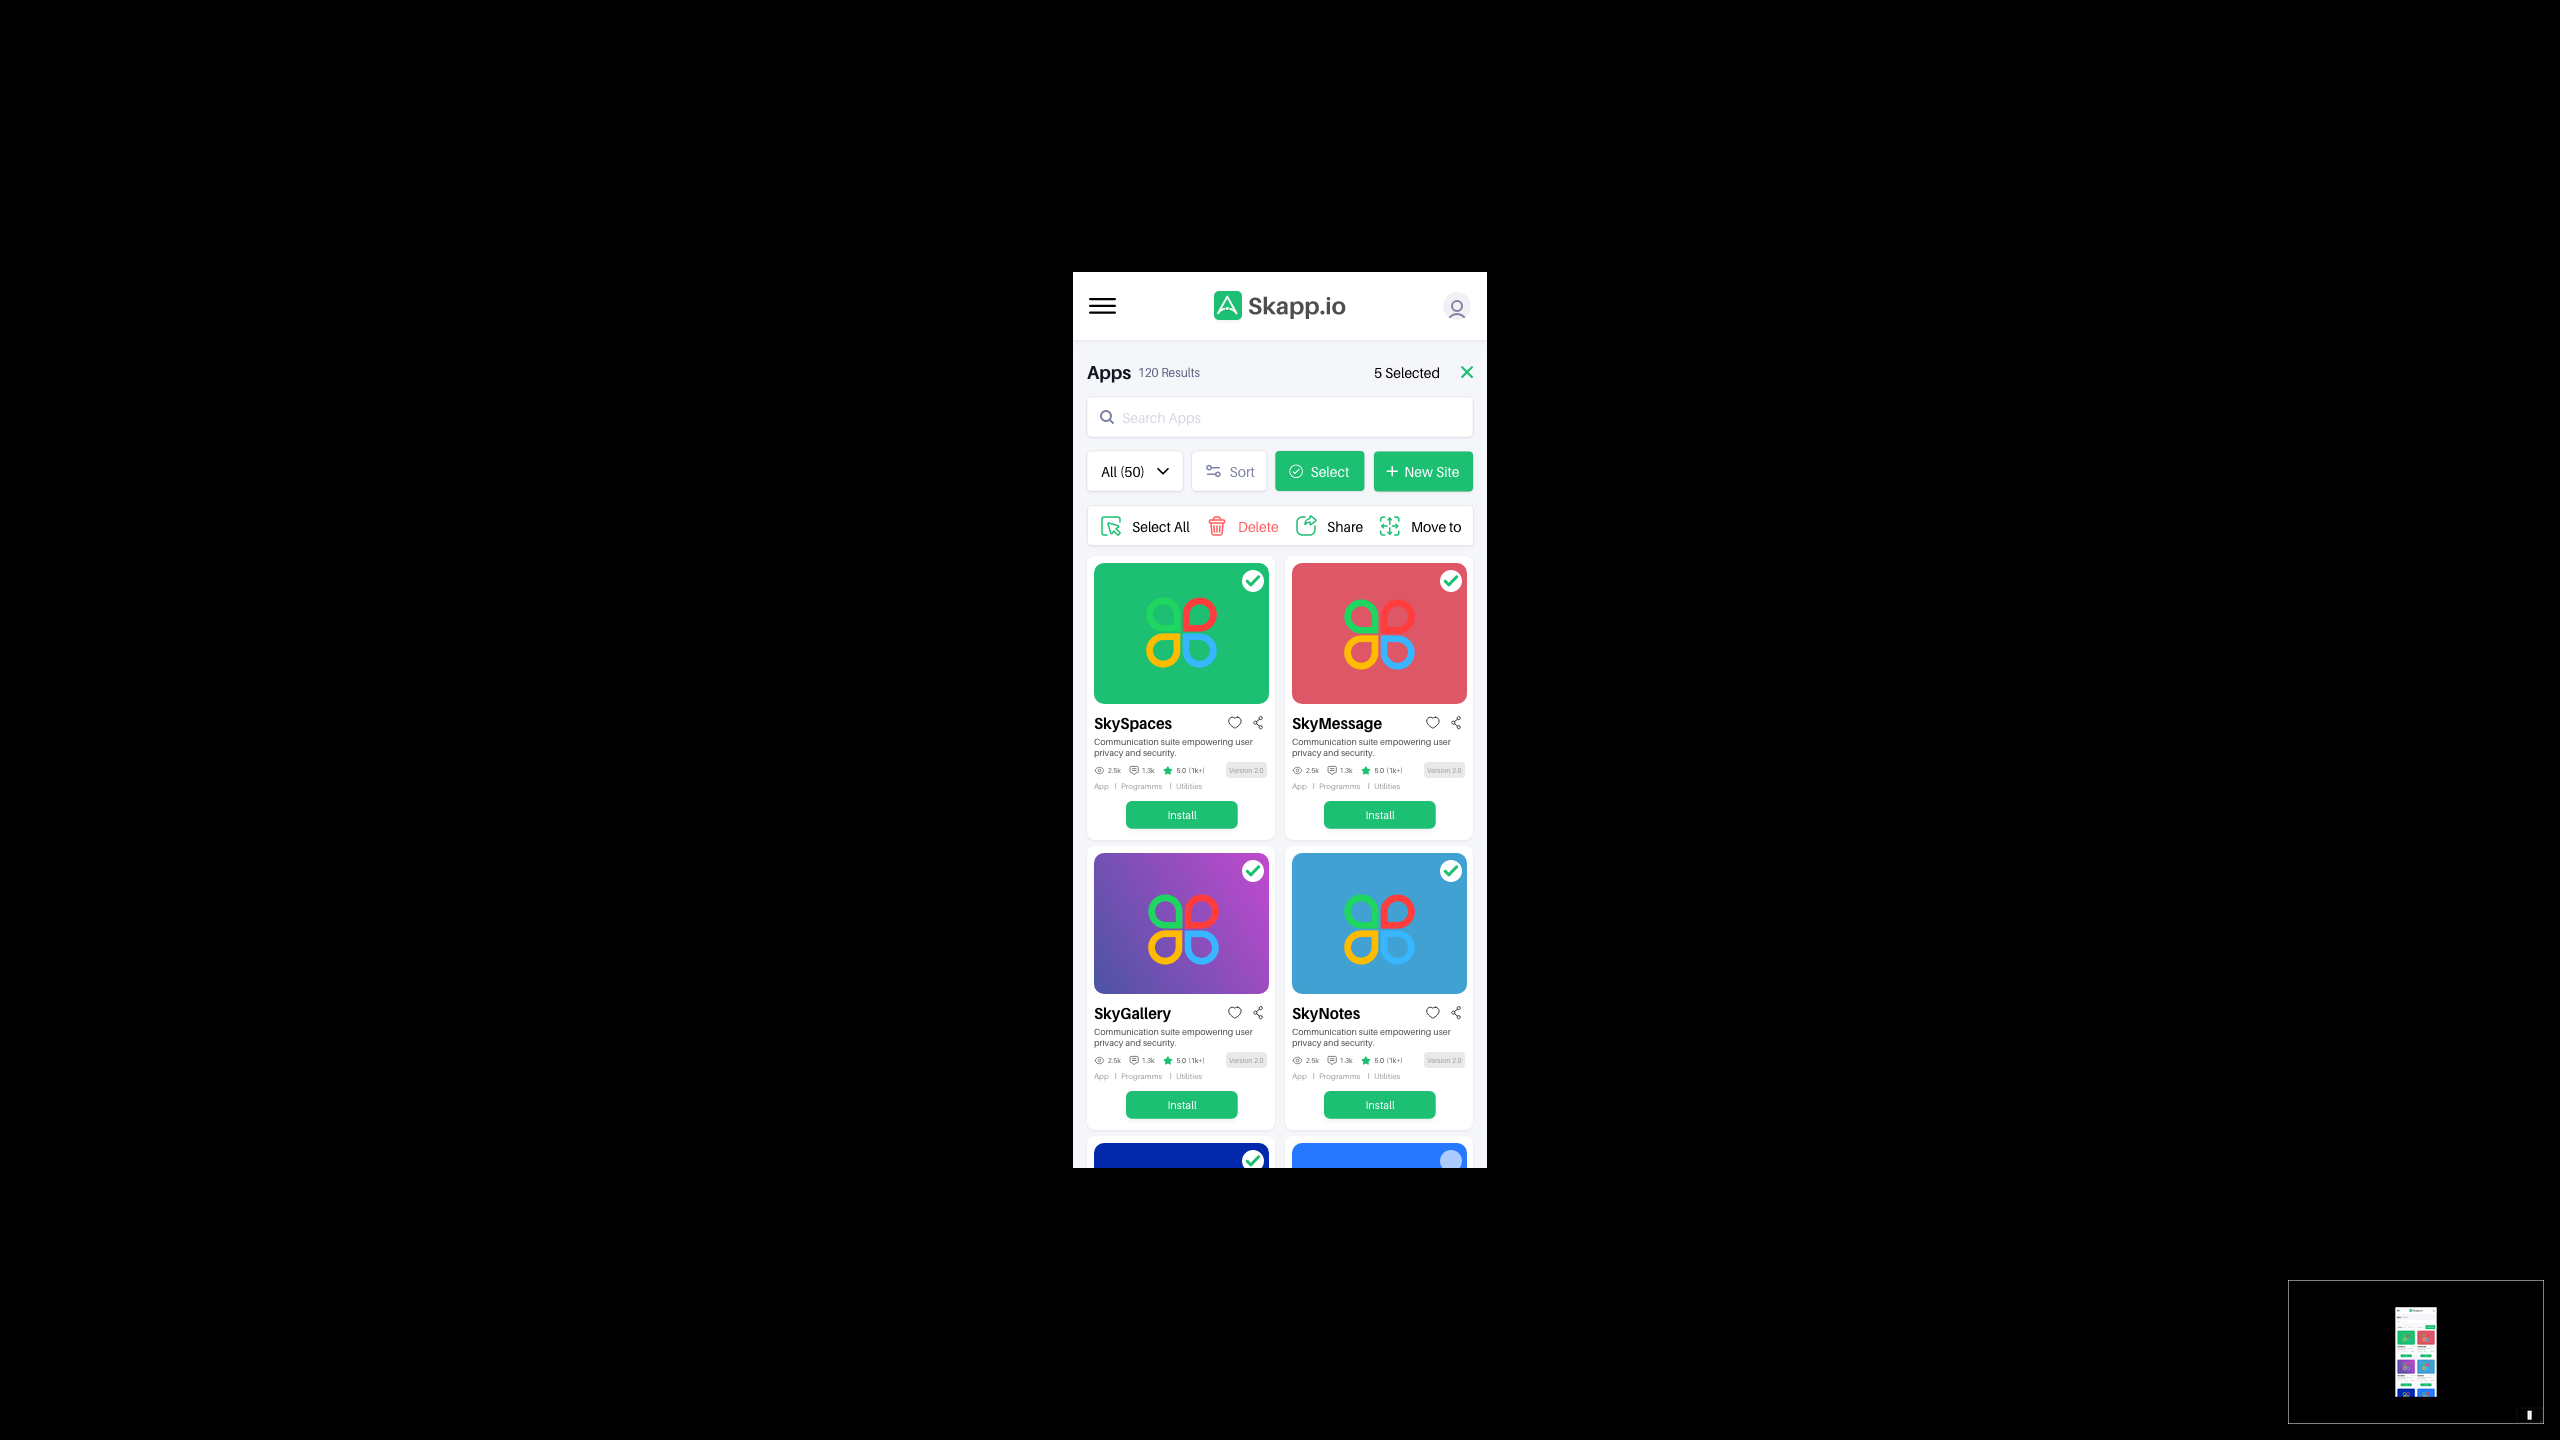 Skapp.io
Apps 120 Results 5 Selected
Search Apps
All (50) Sort Select New Site
Select All Delete Share Move to
SkySpaces
Communication suite empowering user
privacy and security.
2.5k 1.3k 5.0 (1k+) Version 2.0
App | Programms | Utilities
Install
SkyMessage
Communication suite empowering user
privacy and security.
2.5k 1.3k 5.0 (1k+) Version 2.0
App | Programms | Utilities
Install
SkyGallery
Communication suite empowering user
privacy and security.
2.5k 1.3k 5.0 (1k+) Version 2.0
App | Programms | Utilities
Install
SkyNotes
Communication suite empowering user
privacy and security.
2.5k 1.3k 5.0 (1k+) Version 2.0
App | Programms | Utilities
Install